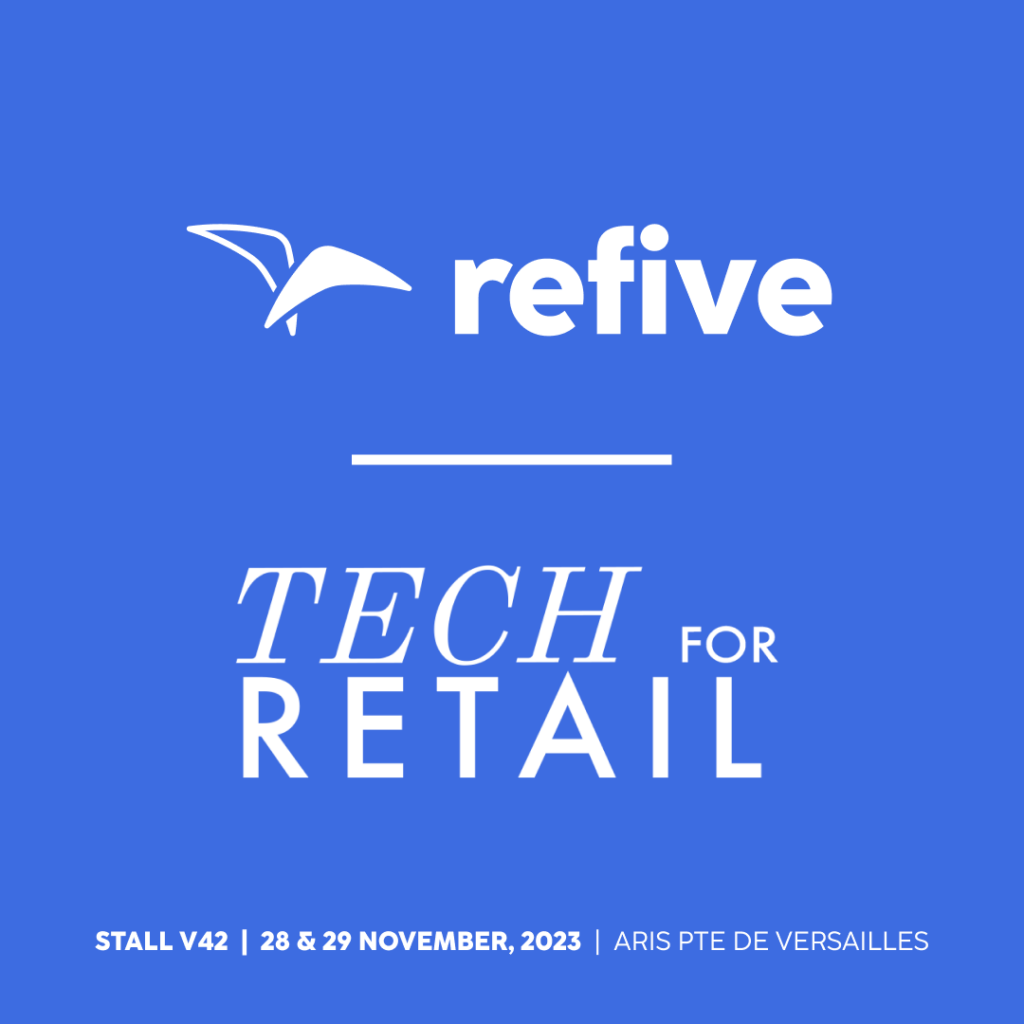 refive
TECH FOR
RETAIL
STALL V42 | 28 & 29 NOVEMBER, 2023 | ARIS PTE DE VERSAILLES